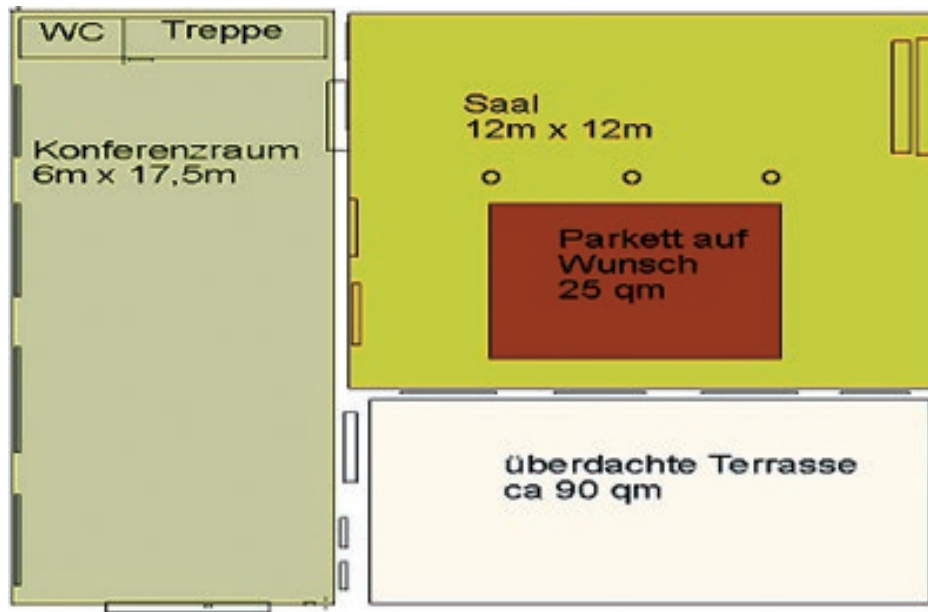 WC
Treppe
Konferenzraum
6m x 17,5m
Saal
12m x 12m
Parkett auf
Wunsch
25 qm
überdachte Terrasse
ca 90 qm